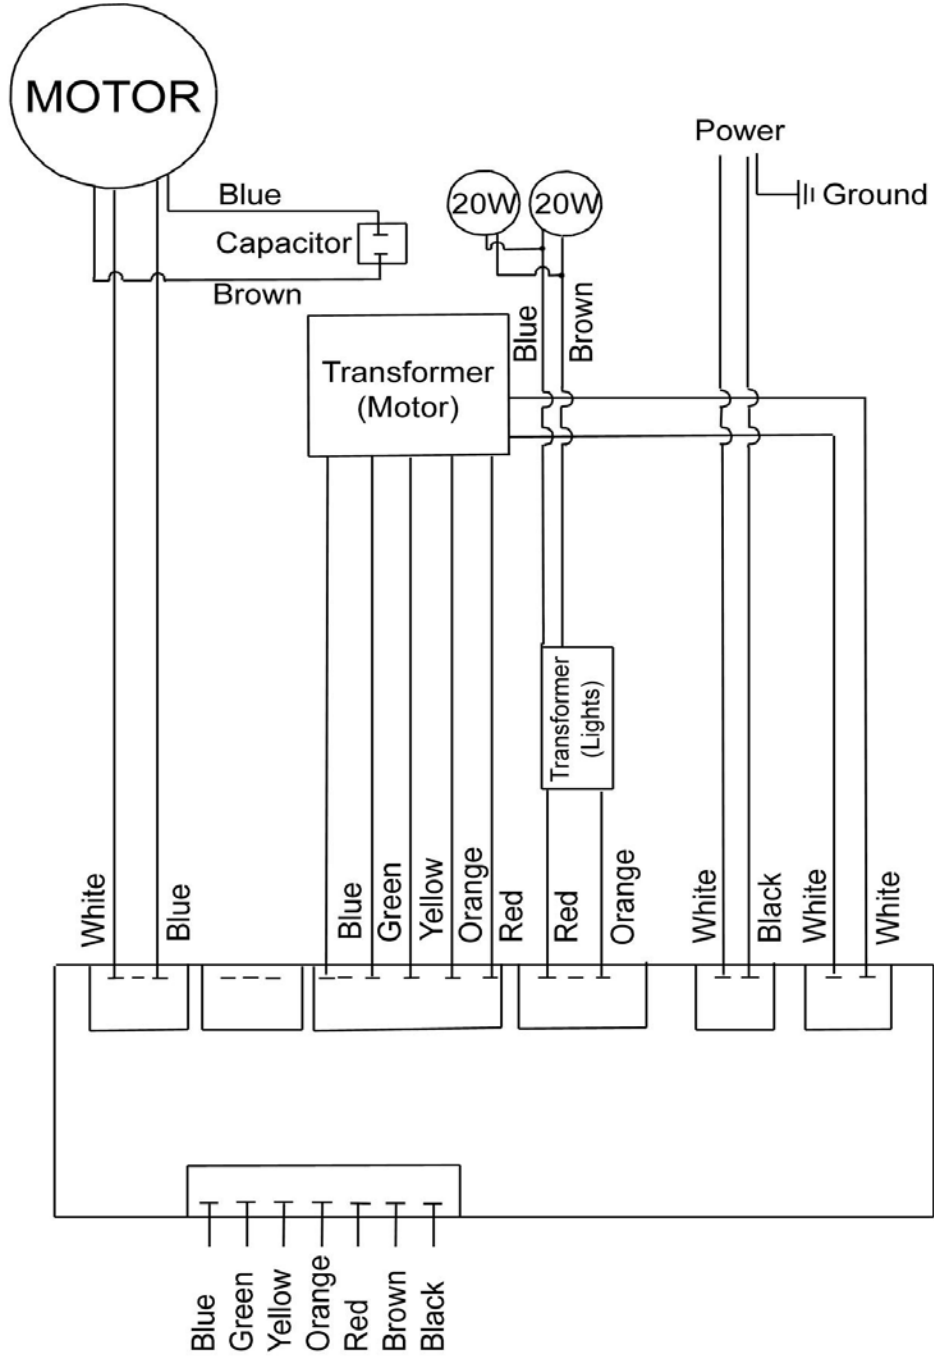 MOTOR
Power
Blue
20W
20W
Ground
Capacitor
Brown
Blue
Brown
Transformer
(Motor)
Transformer
(Lights)
White
Blue
Blue
Green
Yellow
Orange
Red
Red
Orange
White
Black
White
White
Blue
Green
Yellow
Orange
Red
Brown
Black